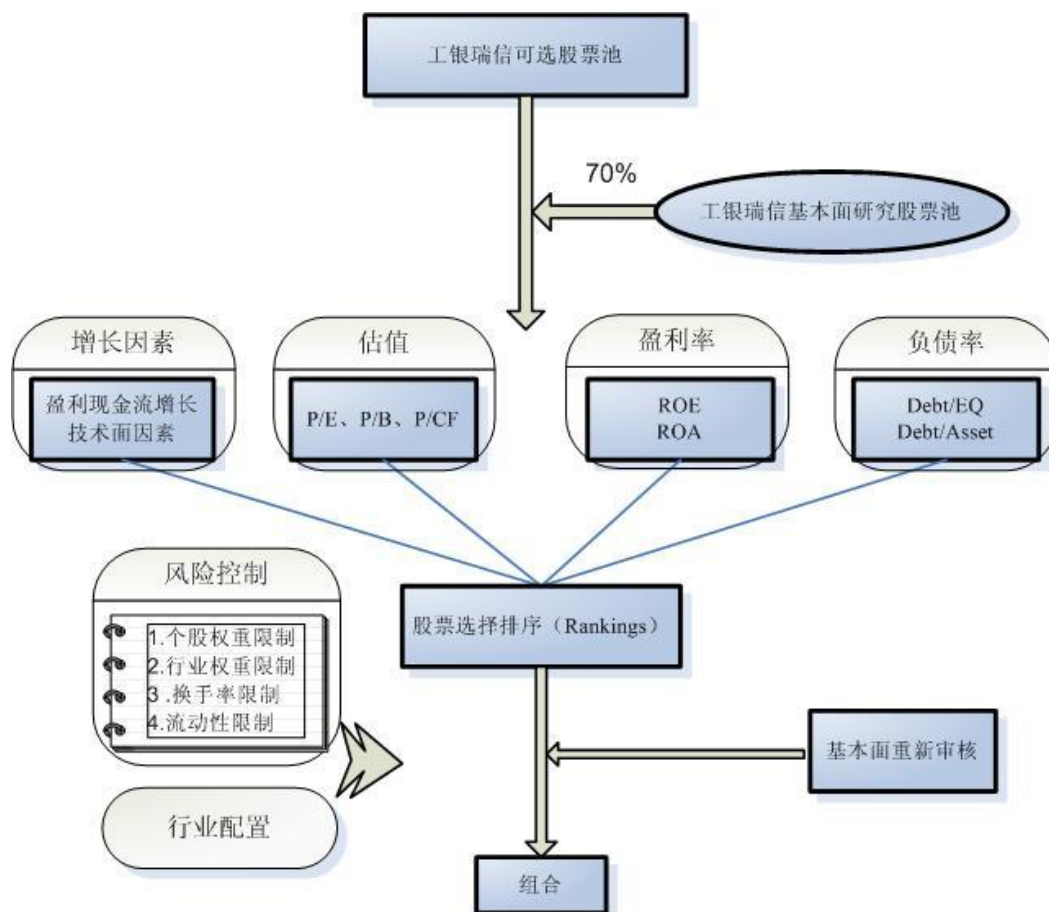 工银瑞信可选股票池
70%
工银瑞信基本面研究股票池
增长因素
盈利现金流增长
技术面因素
估值
P/E、P/B、P/CF
盈利率
ROE
ROA
负债率
Debt/EQ
Debt/Asset
风险控制
1.个股权重限制
2.行业权重限制
3 .换手率限制
4.流动性限制
行业配置
股票选择排序（Rankings）
基本面重新审核
组合